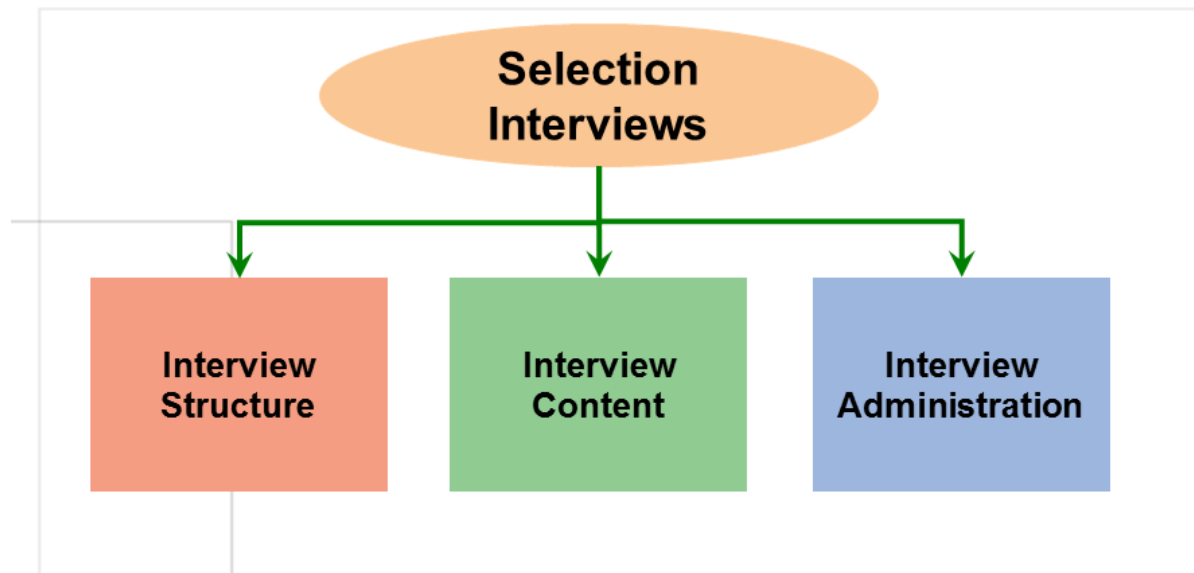 Selection
Interviews
Interview
Structure
Interview
Content
Interview
Administration